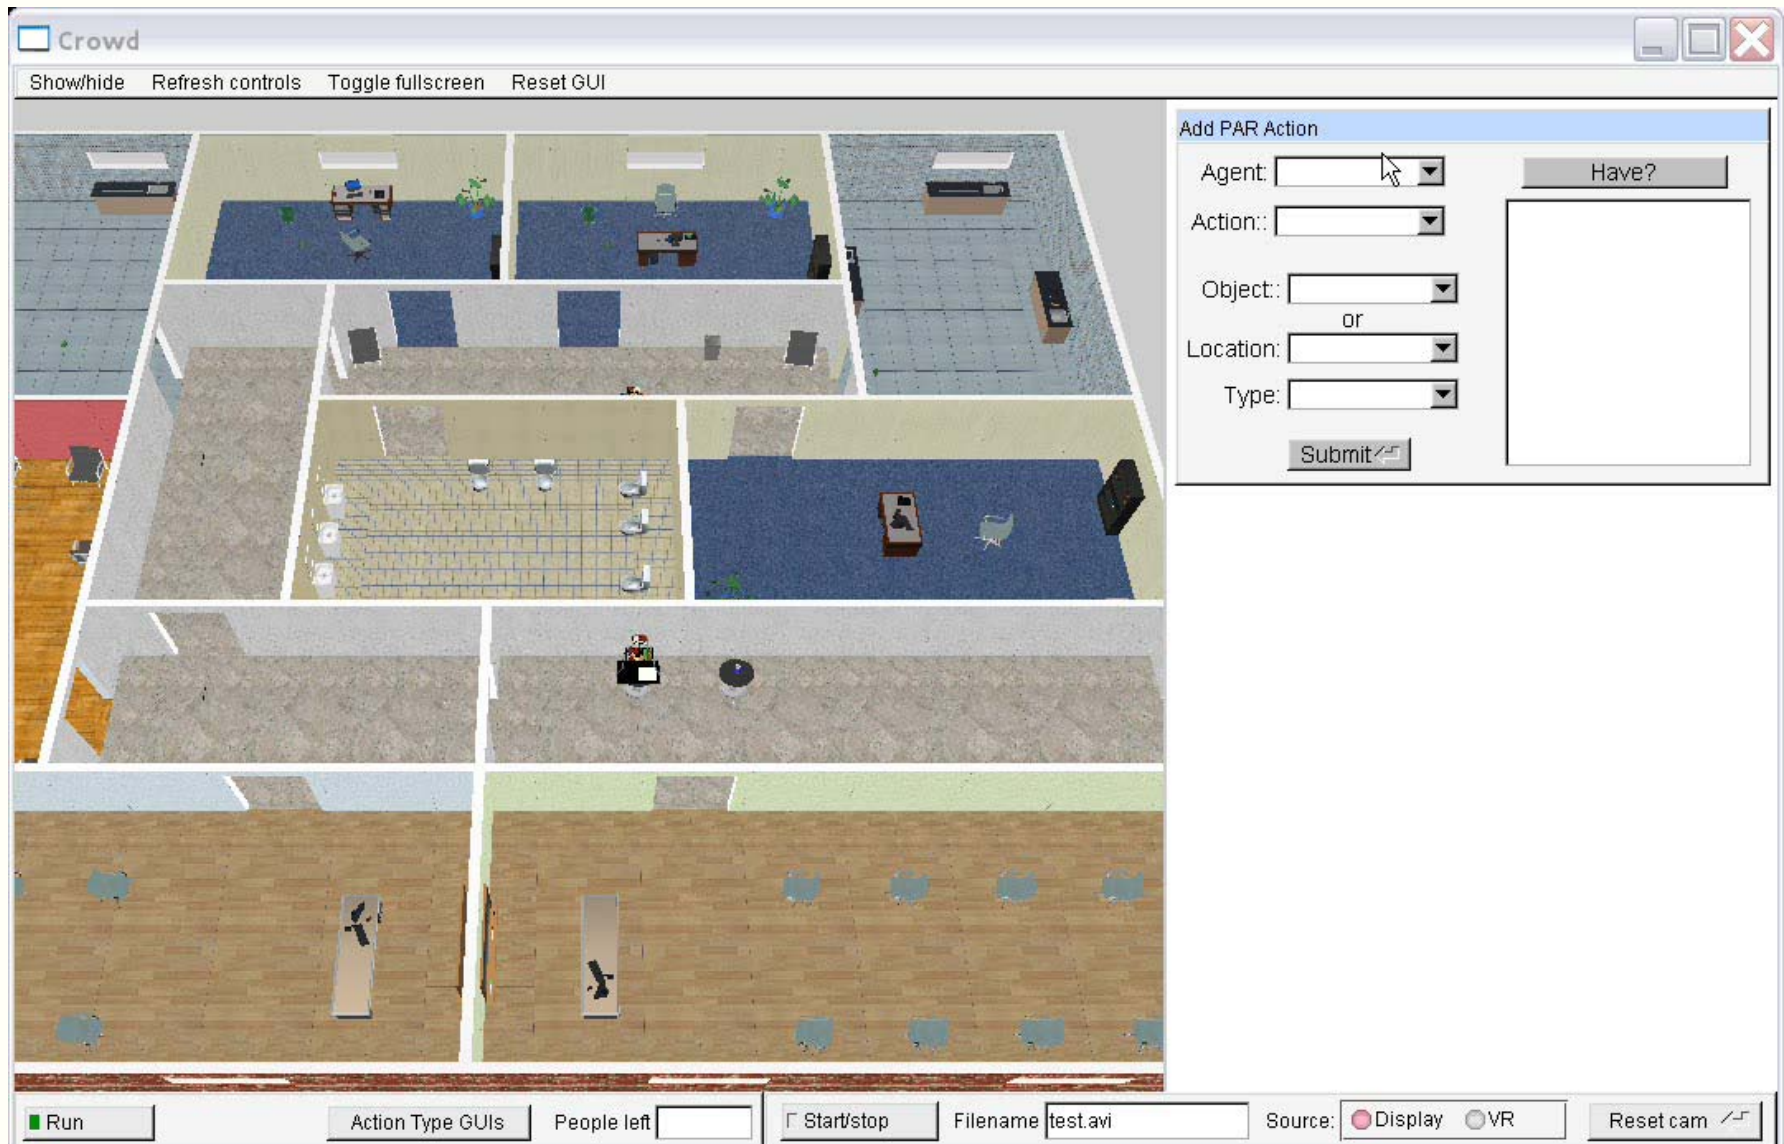 Crowd
Show/hide Refresh controls Toggle fullscreen Reset GUI
Add PAR Action
Agent:
Have?
Action::
Object::
or
Location:
Type:
Submit
Run Action Type GUIs People left Start/stop Filename test.avi Source: Display VR Reset cam